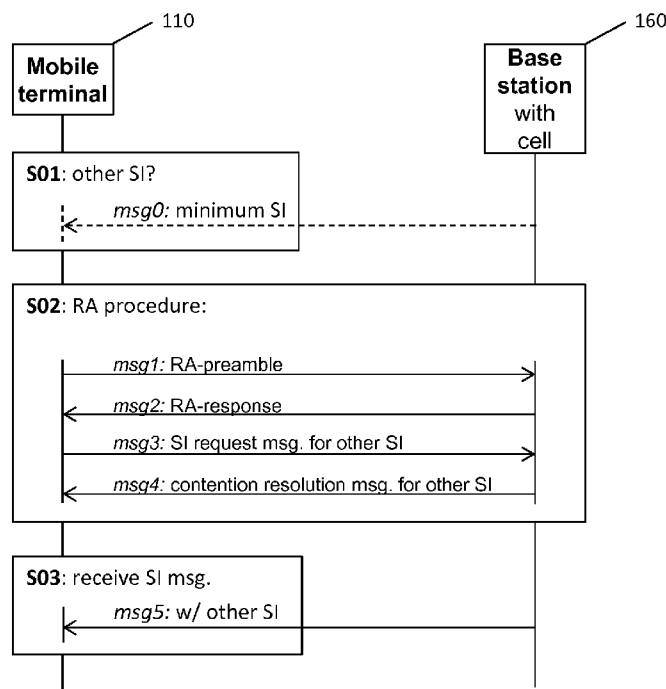 110
160
Mobile
terminal
Base
station
with
cell
S01: other SI?
msg0: minimum SI
S02: RA procedure:
msg1: RA-preamble
msg2: RA-response
msg3: SI request msg. for other SI
msg4: contention resolution msg. for other SI
S03: receive SI msg.
msg5: w/ other SI